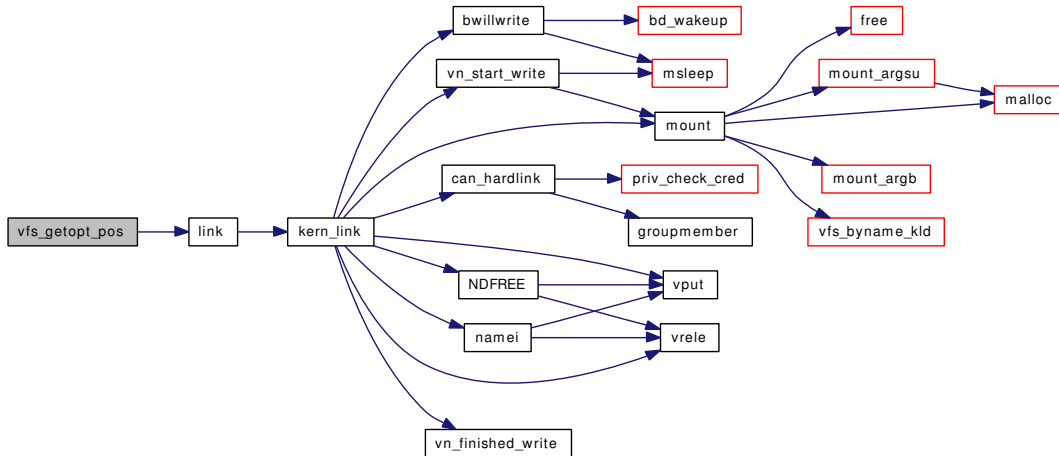 bwillwrite
bd_wakeup
free
vn_start_write
msleep
mount_argsu
malloc
mount
can_hardlink
priv_check_cred
mount_argb
vfs_getopt_pos
link
kern_link
groupmember
vfs_byname_kld
NDFREE
vput
namei
vrele
vn_finished_write